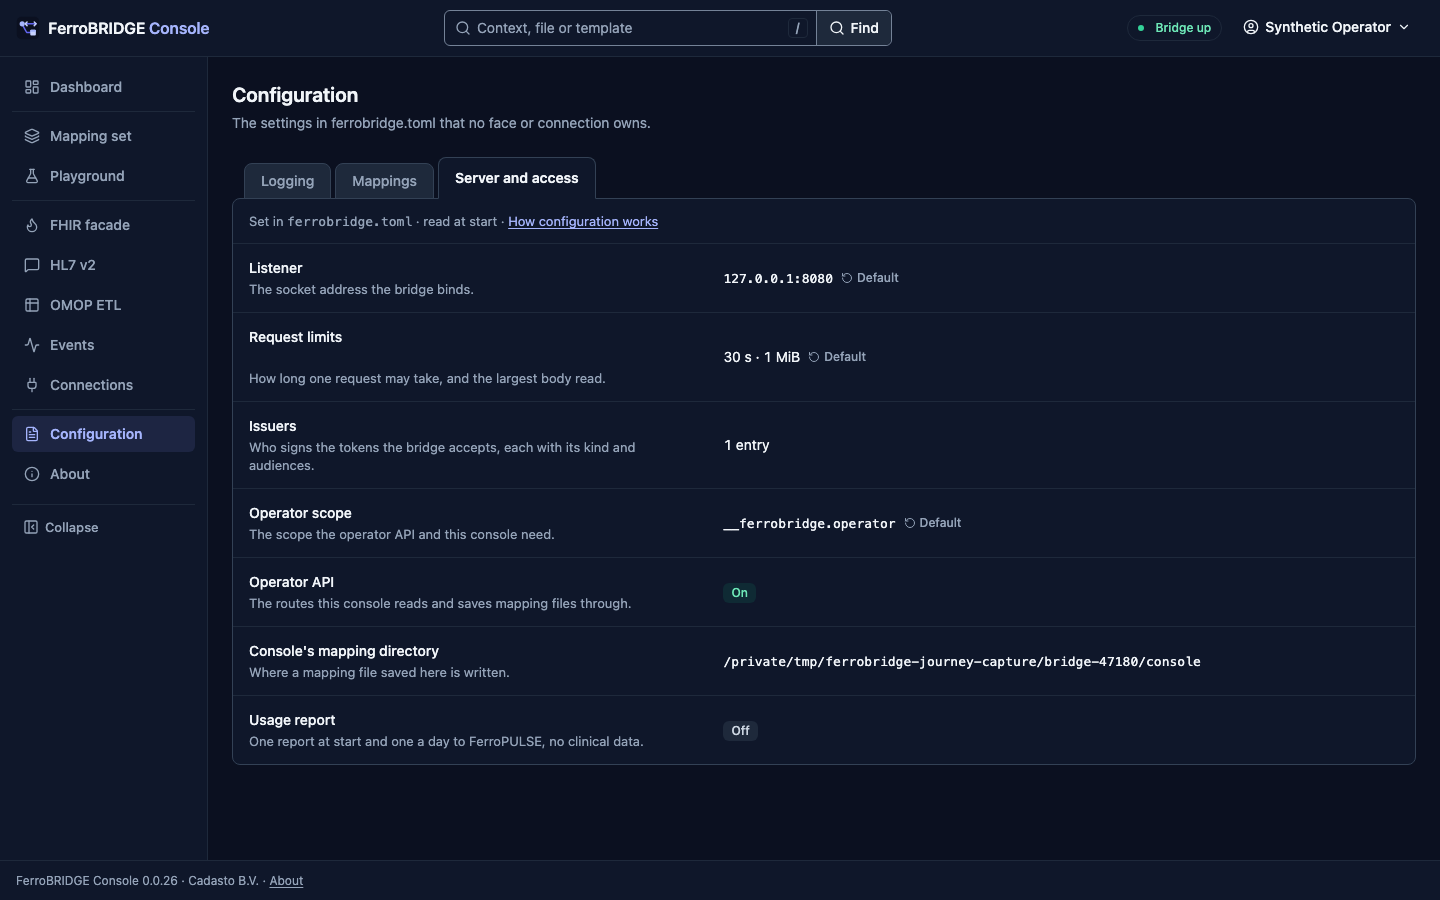 FerroBRIDGE Console
Context, file or template
/
Find
Bridge up
Synthetic Operator
Dashboard
Mapping set
Playground
FHIR facade
HL7 v2
OMOP ETL
Events
Connections
Configuration
About
Collapse
Configuration
The settings in ferrobridge.toml that no face or connection owns.
Logging
Mappings
Server and access
Set in ferrobridge.toml · read at start · How configuration works
Listener
The socket address the bridge binds.
127.0.0.1:8080 Default
Request limits
How long one request may take, and the largest body read.
30 s · 1 MiB Default
Issuers
Who signs the tokens the bridge accepts, each with its kind and
audiences.
1 entry
Operator scope
The scope the operator API and this console need.
__ferrobridge.operator Default
Operator API
The routes this console reads and saves mapping files through.
On
Console's mapping directory
Where a mapping file saved here is written.
/private/tmp/ferrobridge-journey-capture/bridge-47180/console
Usage report
One report at start and one a day to FerroPULSE, no clinical data.
Off
FerroBRIDGE Console 0.0.26 · Cadasto B.V. · About